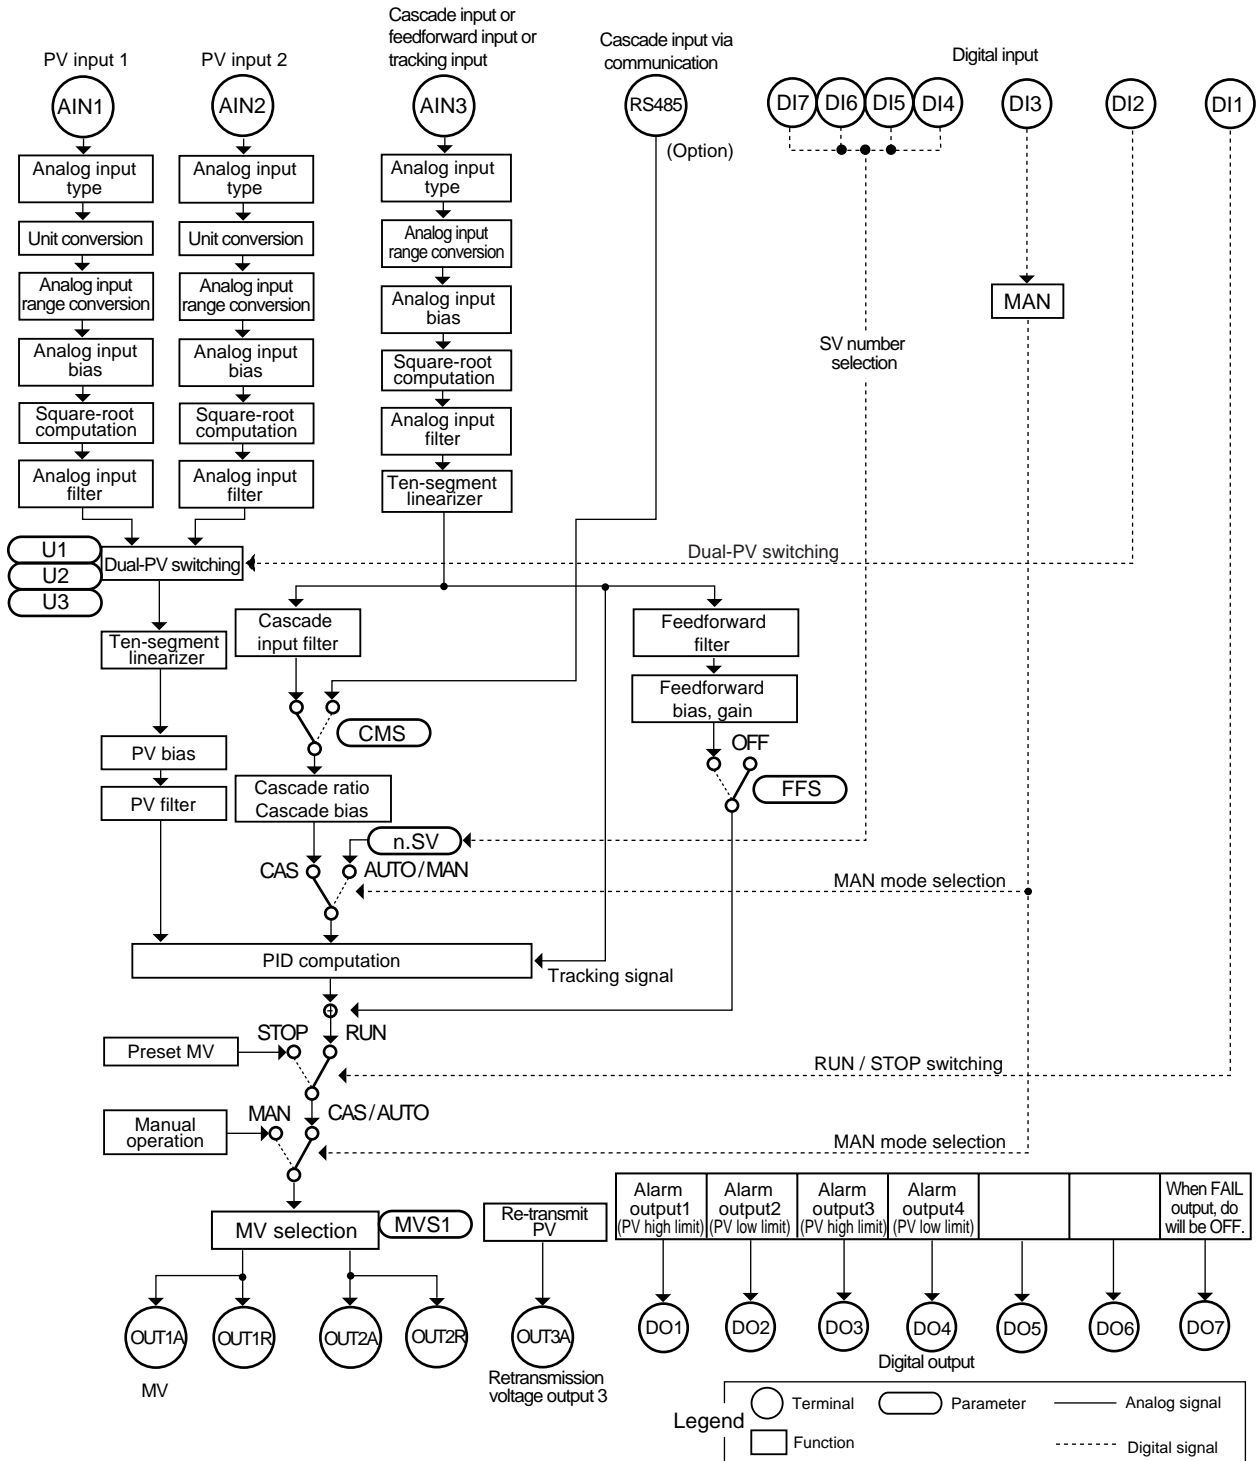 Cascade input or
feedforward input or
tracking input
Cascade input via
communication
PV input 1
PV input 2
Digital input
AIN1
AIN2
AIN3
RS485
DI7
DI6
DI5
DI4
DI3
DI2
DI1
(Option)
Analog input
type
Analog input
type
Analog input
type
Unit conversion
Unit conversion
Analog input
range conversion
Analog input
range conversion
Analog input
range conversion
MAN
Analog input
bias
Analog input
bias
Analog input
bias
SV number
selection
Square-root
computation
Square-root
computation
Square-root
computation
Analog input
filter
Analog input
filter
Analog input
filter
Ten-segment
linearizer
U1
U2
U3
Dual-PV switching
Dual-PV switching
Ten-segment
linearizer
Cascade
input filter
Feedforward
filter
Feedforward
bias, gain
CMS
OFF
FFS
PV bias
PV filter
Cascade ratio
Cascade bias
n.SV
CAS
AUTO / MAN
MAN mode selection
PID computation
Tracking signal
STOP
RUN
Preset MV
RUN / STOP switching
MAN
CAS / AUTO
Manual
operation
MAN mode selection
MV selection
MVS1
Re-transmit
PV
Alarm
output1
(PV high limit)
Alarm
output2
(PV low limit)
Alarm
output3
(PV high limit)
Alarm
output4
(PV low limit)
When FAIL
output, do
will be OFF.
OUT1A
OUT1R
OUT2A
OUT2R
OUT3A
DO1
DO2
DO3
DO4
DO5
DO6
DO7
MV
Retransmission
voltage output 3
Digital output
Legend
Terminal
Parameter
Analog signal
Function
Digital signal